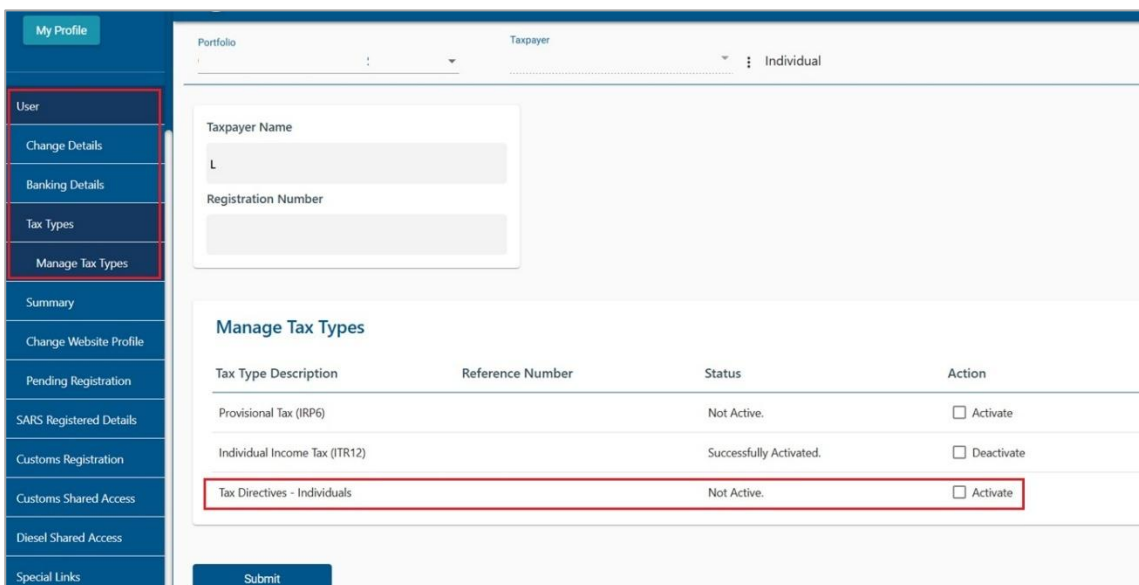 My Profile
Portfolio
Taxpayer
Individual
User
Change Details
Banking Details
Tax Types
Manage Tax Types
Summary
Change Website Profile
Pending Registration
SARS Registered Details
Customs Registration
Customs Shared Access
Diesel Shared Access
Special Links
Taxpayer Name
L
Registration Number
Manage Tax Types
Tax Type Description Reference Number Status Action
Provisional Tax (IRP6) Not Active. Activate
Individual Income Tax (ITR12) Successfully Activated. Deactivate
Tax Directives - Individuals Not Active. Activate
Submit